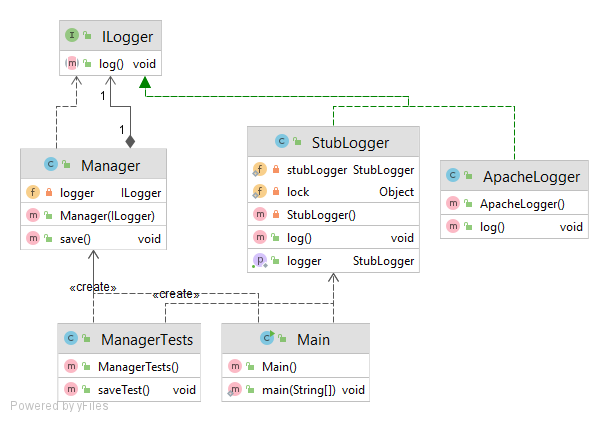 I ILogger
m log() void
1
1
C Manager
f logger ILogger
m Manager(ILogger)
m save() void
C StubLogger
f stubLogger StubLogger
f lock Object
m StubLogger()
m log() void
p logger StubLogger
C ApacheLogger
m ApacheLogger()
m log() void
«create»
«create»
C ManagerTests
m ManagerTests()
m saveTest() void
C Main
m Main()
m main(String[]) void
Powered by yFiles